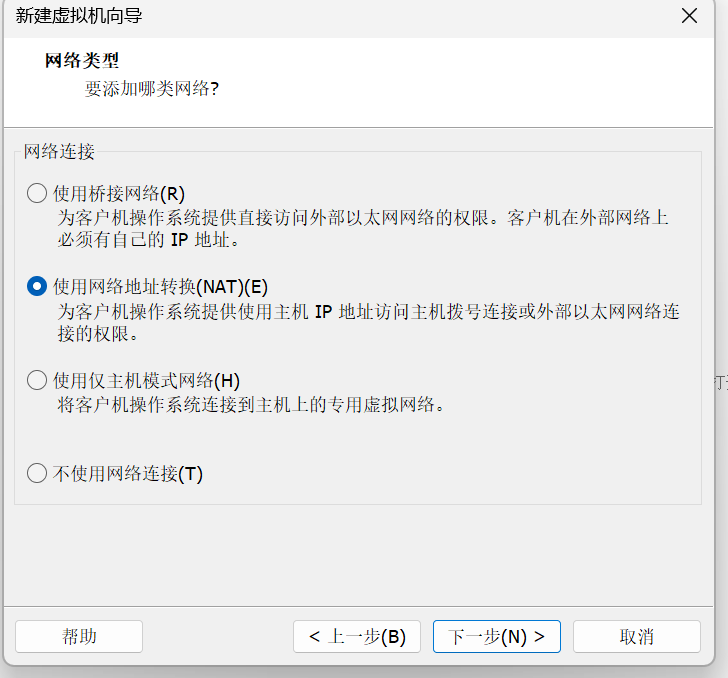 新建虚拟机向导
网络类型
要添加哪类网络?
网络连接
使用桥接网络(R)
为客户机操作系统提供直接访问外部以太网网络的权限。客户机在外部网络上
必须有自己的 IP 地址。
使用网络地址转换(NAT)(E)
为客户机操作系统提供使用主机 IP 地址访问主机拨号连接或外部以太网网络连
接的权限。
使用仅主机模式网络(H)
将客户机操作系统连接到主机上的专用虚拟网络。
不使用网络连接(T)
帮助
< 上一步(B)
下一步(N) >
取消